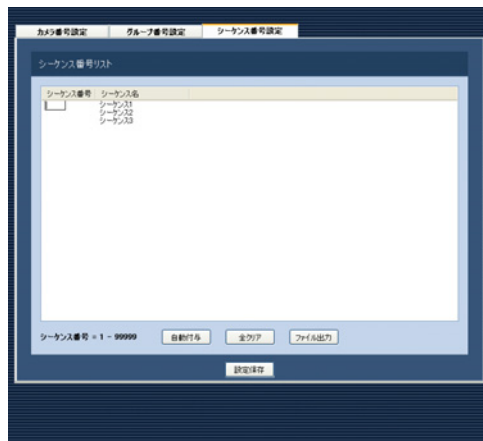 カメラ番号設定 グループ番号設定 シーケンス番号設定
シーケンス番号リスト
シーケンス番号 シーケンス名
シーケンス1
シーケンス2
シーケンス3
シーケンス番号 = 1 - 99999 自動付与 全クリア ファイル出力
設定保存